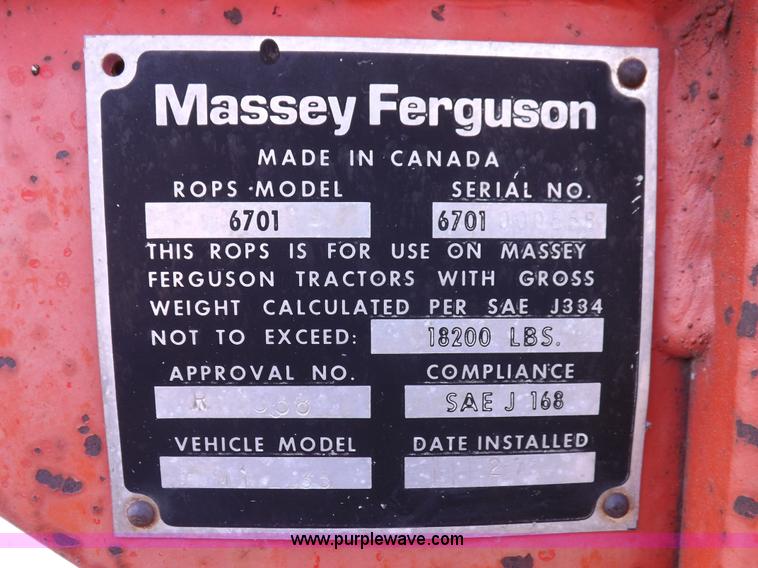 Massey Ferguson
MADE IN CANADA
ROPS MODEL SERIAL NO.
6701 6701
THIS ROPS IS FOR USE ON MASSEY
FERGUSON TRACTORS WITH GROSS
WEIGHT CALCULATED PER SAE J334
NOT TO EXCEED: 18200 LBS.
APPROVAL NO. COMPLIANCE
R SAE J 168
VEHICLE MODEL DATE INSTALLED
www.purplewave.com